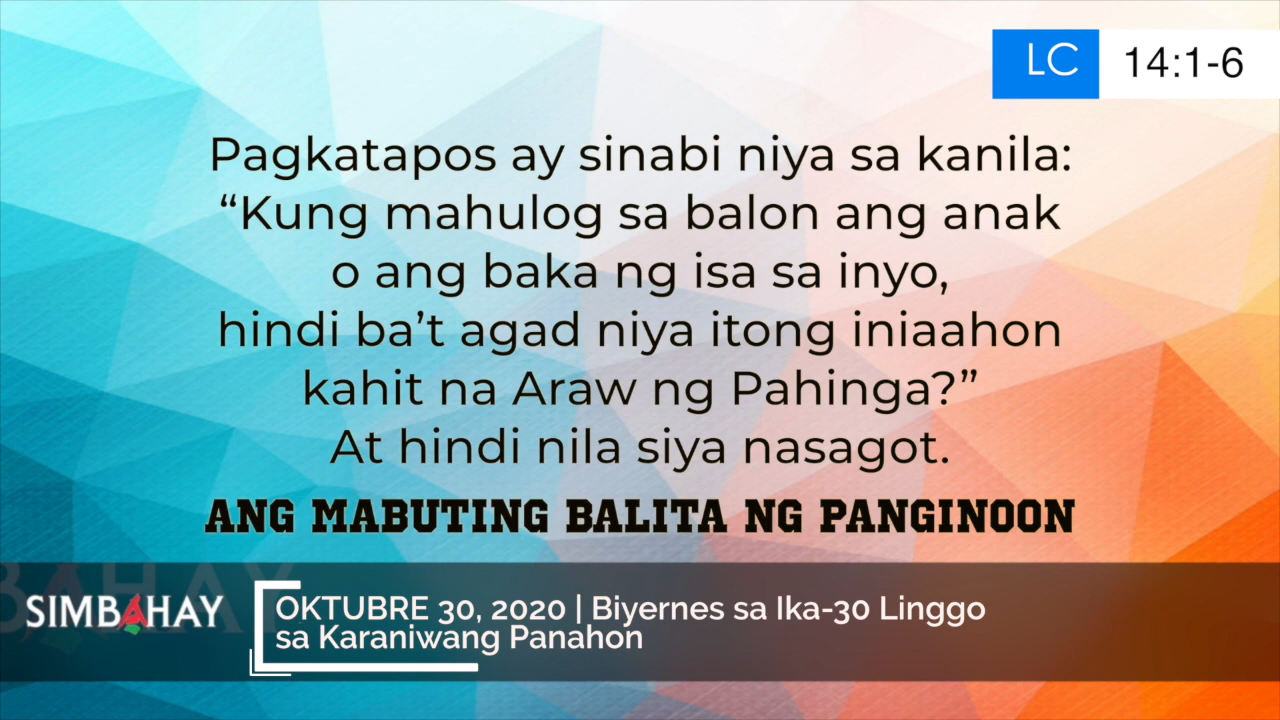 LC 14:1-6
Pagkatapos ay sinabi niya sa kanila:
“Kung mahulog sa balon ang anak
o ang baka ng isa sa inyo,
hindi ba’t agad niya itong iniaahon
kahit na Araw ng Pahinga?”
At hindi nila siya nasagot.
ANG MABUTING BALITA NG PANGINOON
SIMBAHAY
OKTUBRE 30, 2020 | Biyernes sa Ika-30 Linggo
sa Karaniwang Panahon